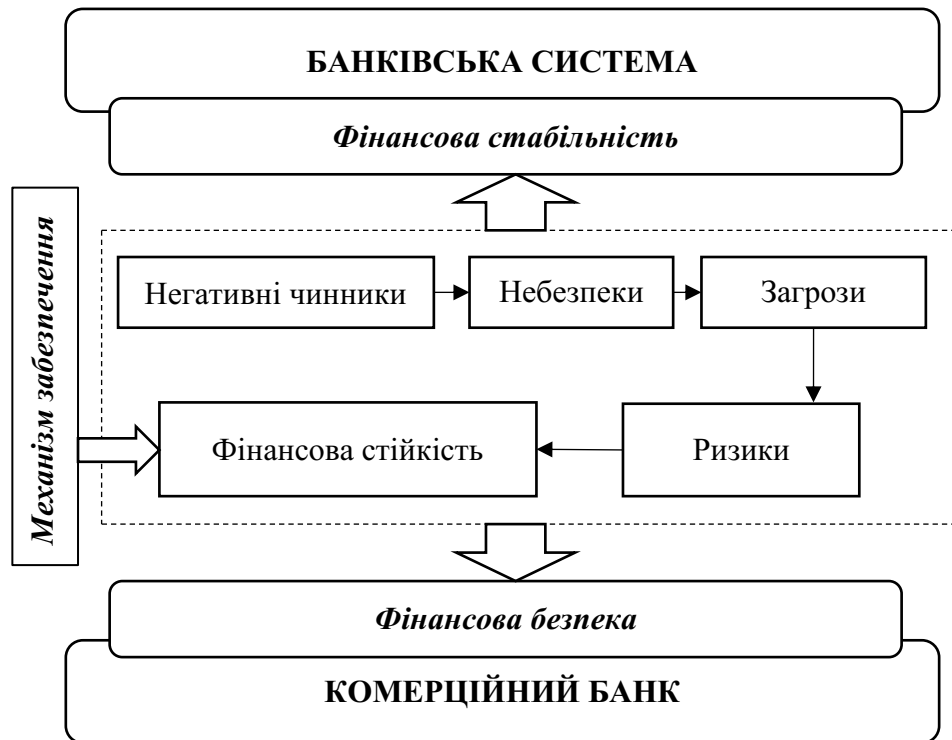 БАНКІВСЬКА СИСТЕМА
Фінансова стабільність
Механізм забезпечення
Негативні чинники
Небезпеки
Загрози
Фінансова стійкість
Ризики
Фінансова безпека
КОМЕРЦІЙНИЙ БАНК